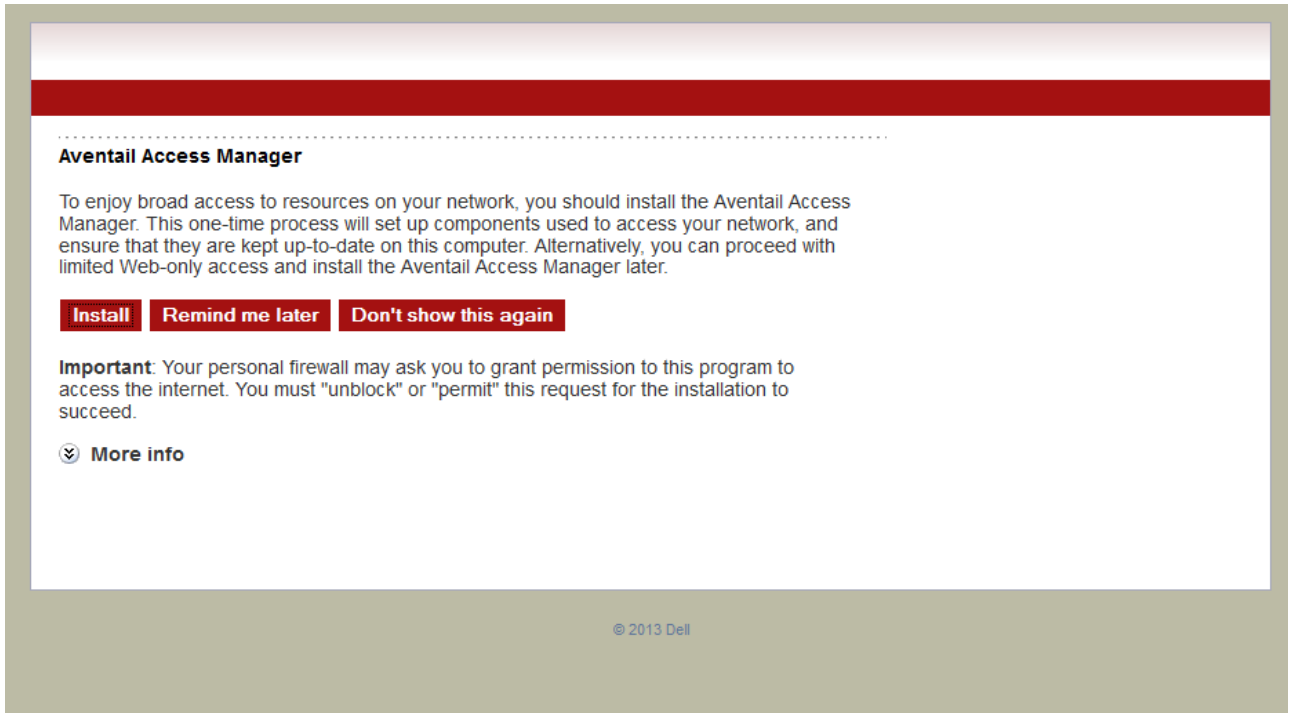 Aventail Access Manager
To enjoy broad access to resources on your network, you should install the Aventail Access
Manager. This one-time process will set up components used to access your network, and
ensure that they are kept up-to-date on this computer. Alternatively, you can proceed with
limited Web-only access and install the Aventail Access Manager later.
Install Remind me later Don't show this again
Important: Your personal firewall may ask you to grant permission to this program to
access the internet. You must "unblock" or "permit" this request for the installation to
succeed.
More info
© 2013 Dell